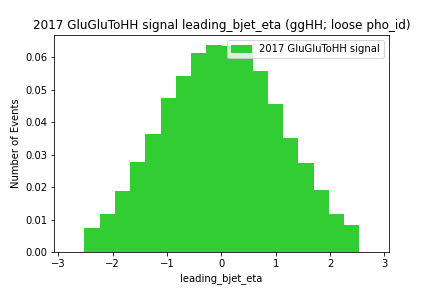 2017 GluGluToHH signal leading_bjet_eta (ggHH; loose pho_id)
2017 GluGluToHH signal
Number of Events
0.06
0.05
0.04
0.03
0.02
0.01
0.00
−3 −2 −1 0 1 2 3
leading_bjet_eta